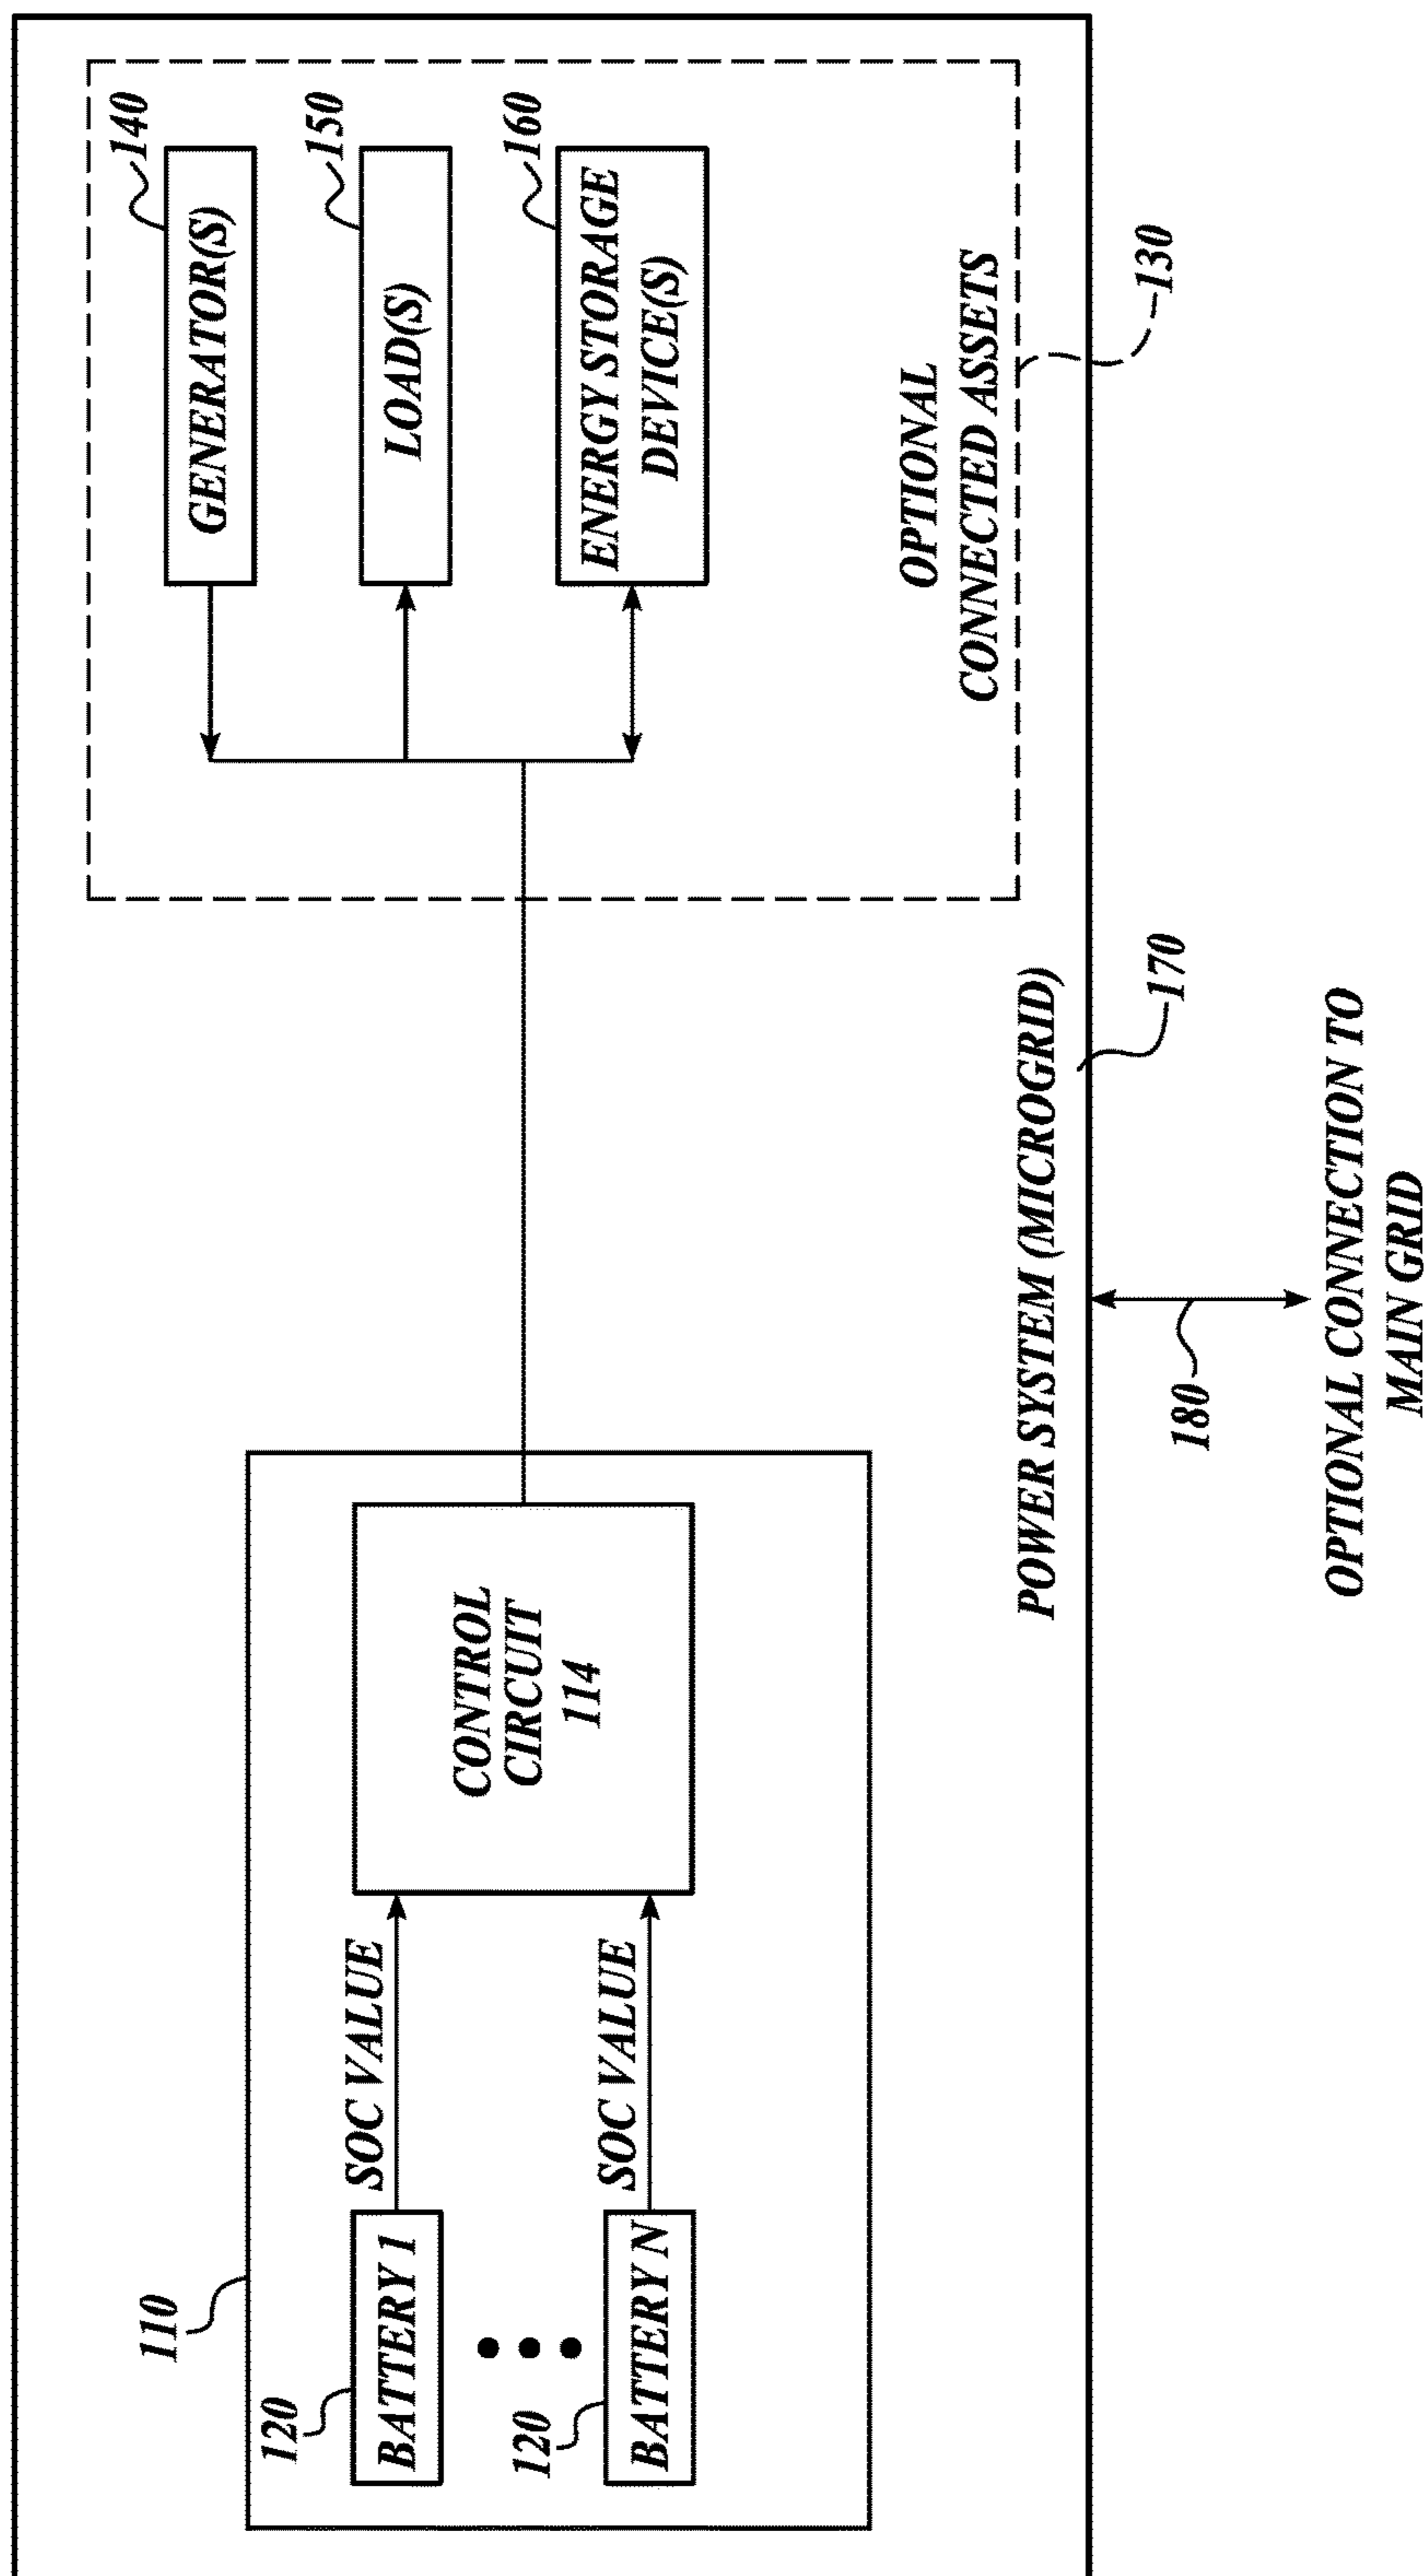 110
120
BATTERY 1
SOC VALUE
120
BATTERY N
SOC VALUE
CONTROL
CIRCUIT
114
140
GENERATOR(S)
150
LOAD(S)
160
ENERGY STORAGE
DEVICE(S)
OPTIONAL
CONNECTED ASSETS
130
POWER SYSTEM (MICROGRID)
170
180
OPTIONAL CONNECTION TO
MAIN GRID